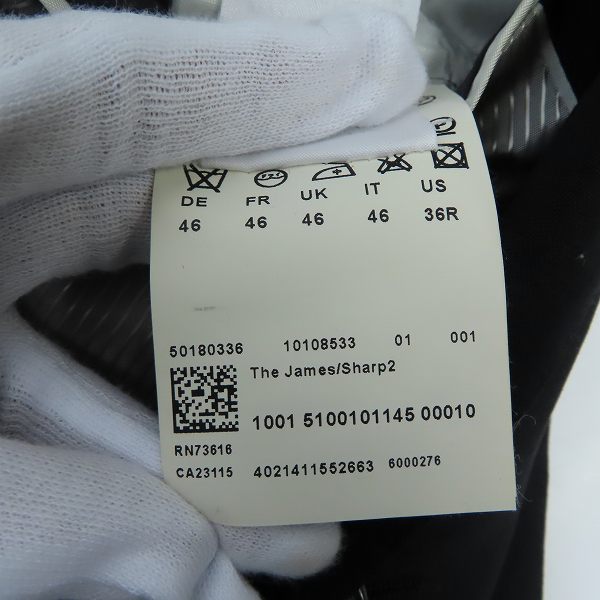 DE FR UK IT US
46 46 46 46 36R
50180336 10108533 01 001
The James/Sharp2
1001 5100101145 00010
RN73616
CA23115 4021411552663 6000276